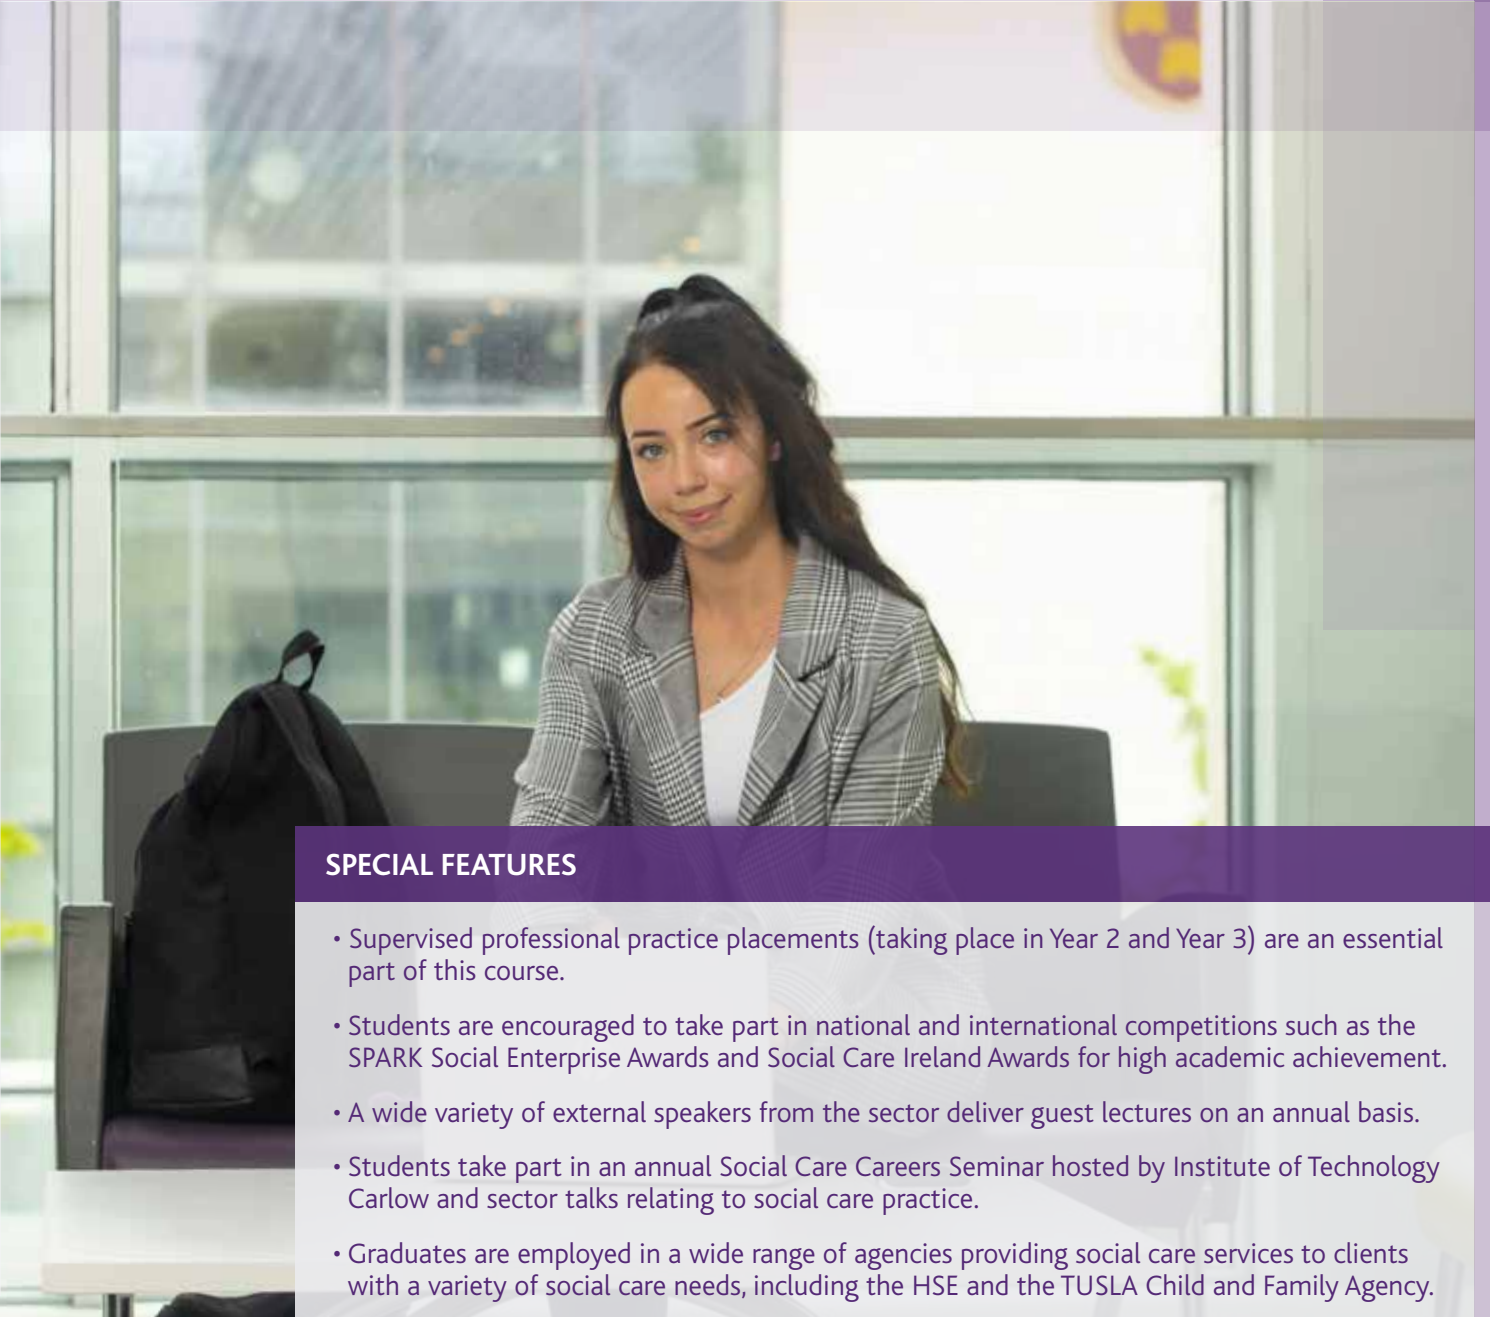 SPECIAL FEATURES
• Supervised professional practice placements (taking place in Year 2 and Year 3) are an essential
part of this course.
• Students are encouraged to take part in national and international competitions such as the
SPARK Social Enterprise Awards and Social Care Ireland Awards for high academic achievement.
• A wide variety of external speakers from the sector deliver guest lectures on an annual basis.
• Students take part in an annual Social Care Careers Seminar hosted by Institute of Technology
Carlow and sector talks relating to social care practice.
• Graduates are employed in a wide range of agencies providing social care services to clients
with a variety of social care needs, including the HSE and the TUSLA Child and Family Agency.